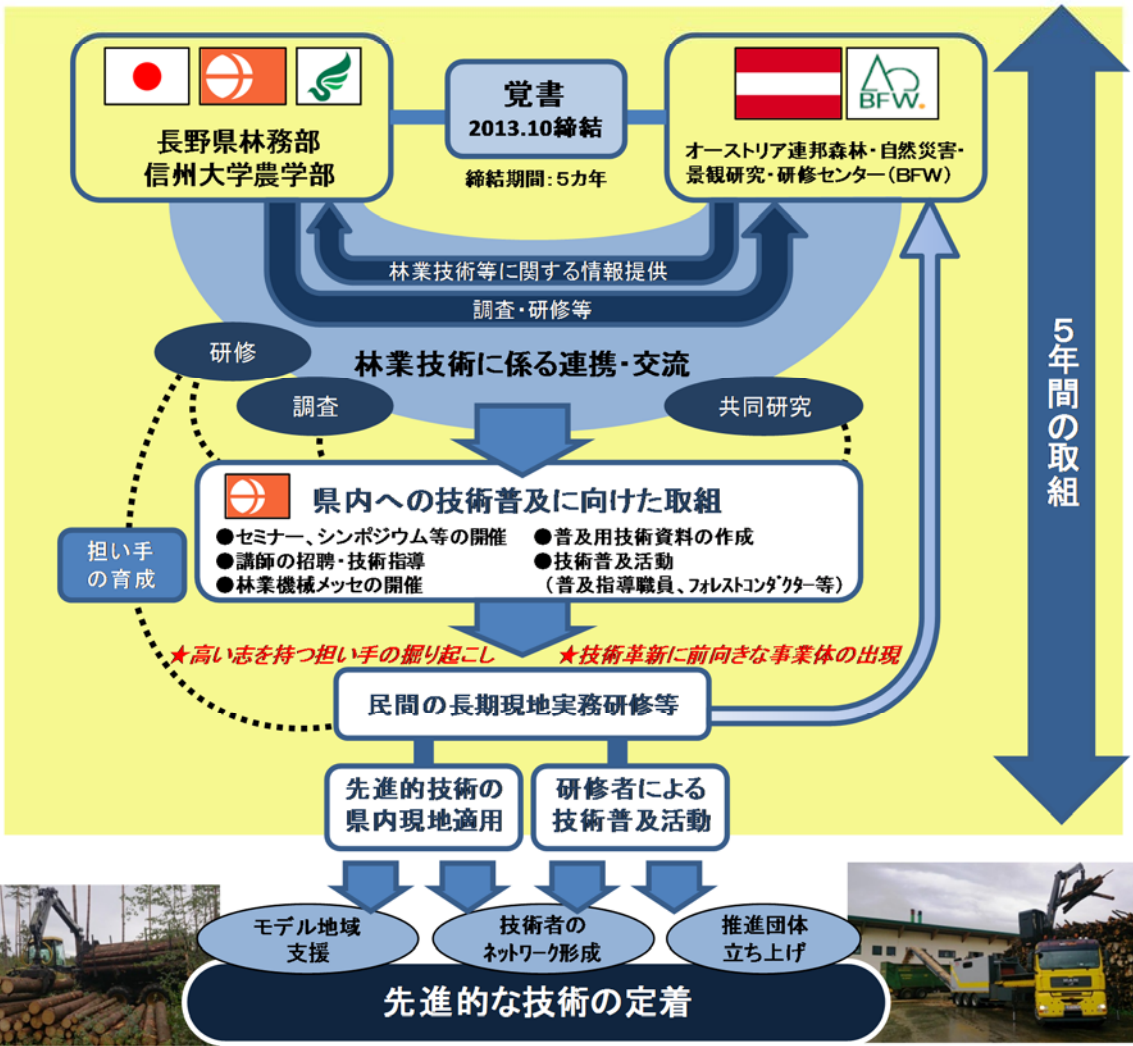 長野県林務部
信州大学農学部
覚書
2013.10締結
締結期間:5カ年
BFW.
オーストリア連邦森林・自然災害・
景観研究・研修センター(BFW)
林業技術等に関する情報提供
調査・研修等
林業技術に係る連携・交流
研修
調査
共同研究
5年間の取組
県内への技術普及に向けた取組
●セミナー、シンポジウム等の開催
●講師の招聘・技術指導
●林業機械メッセの開催
●普及用技術資料の作成
●技術普及活動
(普及指導職員、フォレストコンダクター等)
担い手
の育成
★高い志を持つ担い手の掘り起こし
★技術革新に前向きな事業体の出現
民間の長期現地実務研修等
先進的技術の
県内現地適用
研修者による
技術普及活動
モデル地域
支援
技術者の
ネットワーク形成
推進団体
立ち上げ
先進的な技術の定着